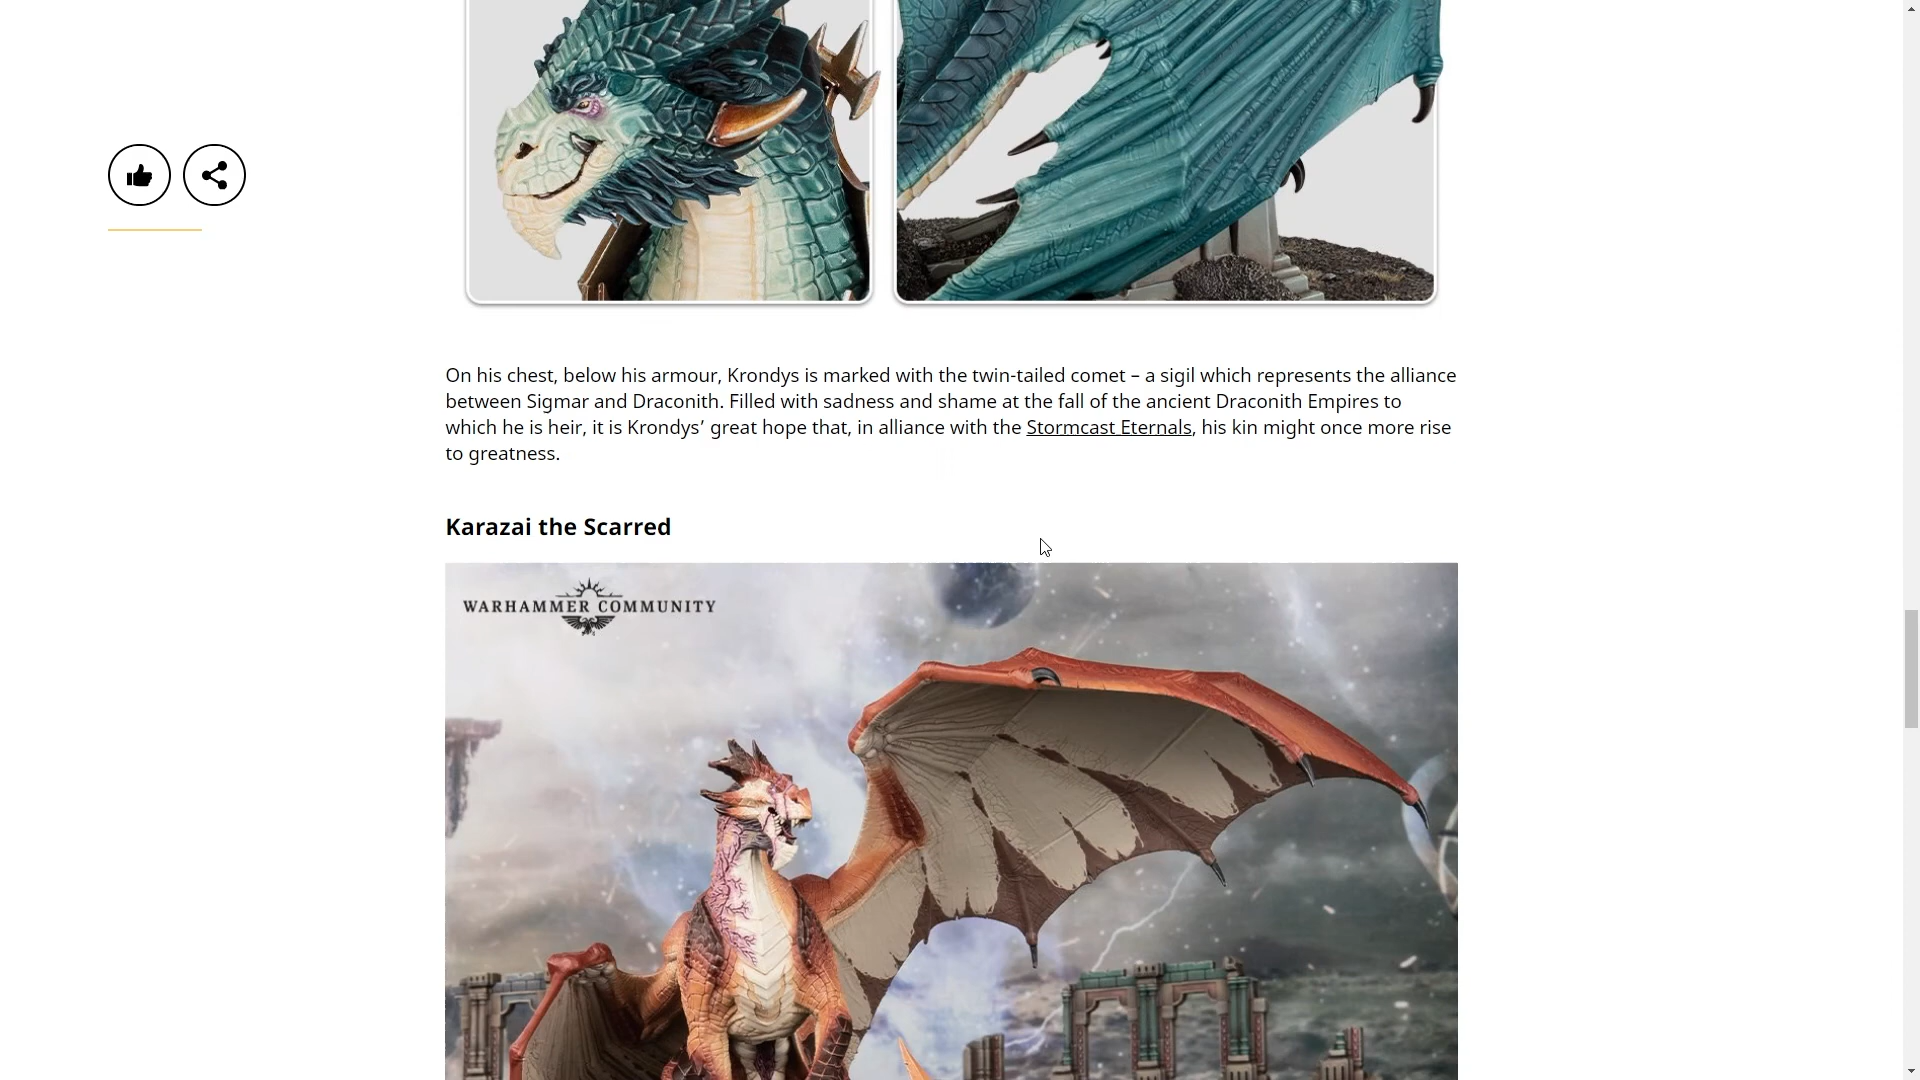 On his chest, below his armour, Krondys is marked with the twin-tailed comet – a sigil which represents the alliance
between Sigmar and Draconith. Filled with sadness and shame at the fall of the ancient Draconith Empires to
which he is heir, it is Krondys’ great hope that, in alliance with the Stormcast Eternals, his kin might once more rise
to greatness.
Karazai the Scarred
WARHAMMER COMMUNITY